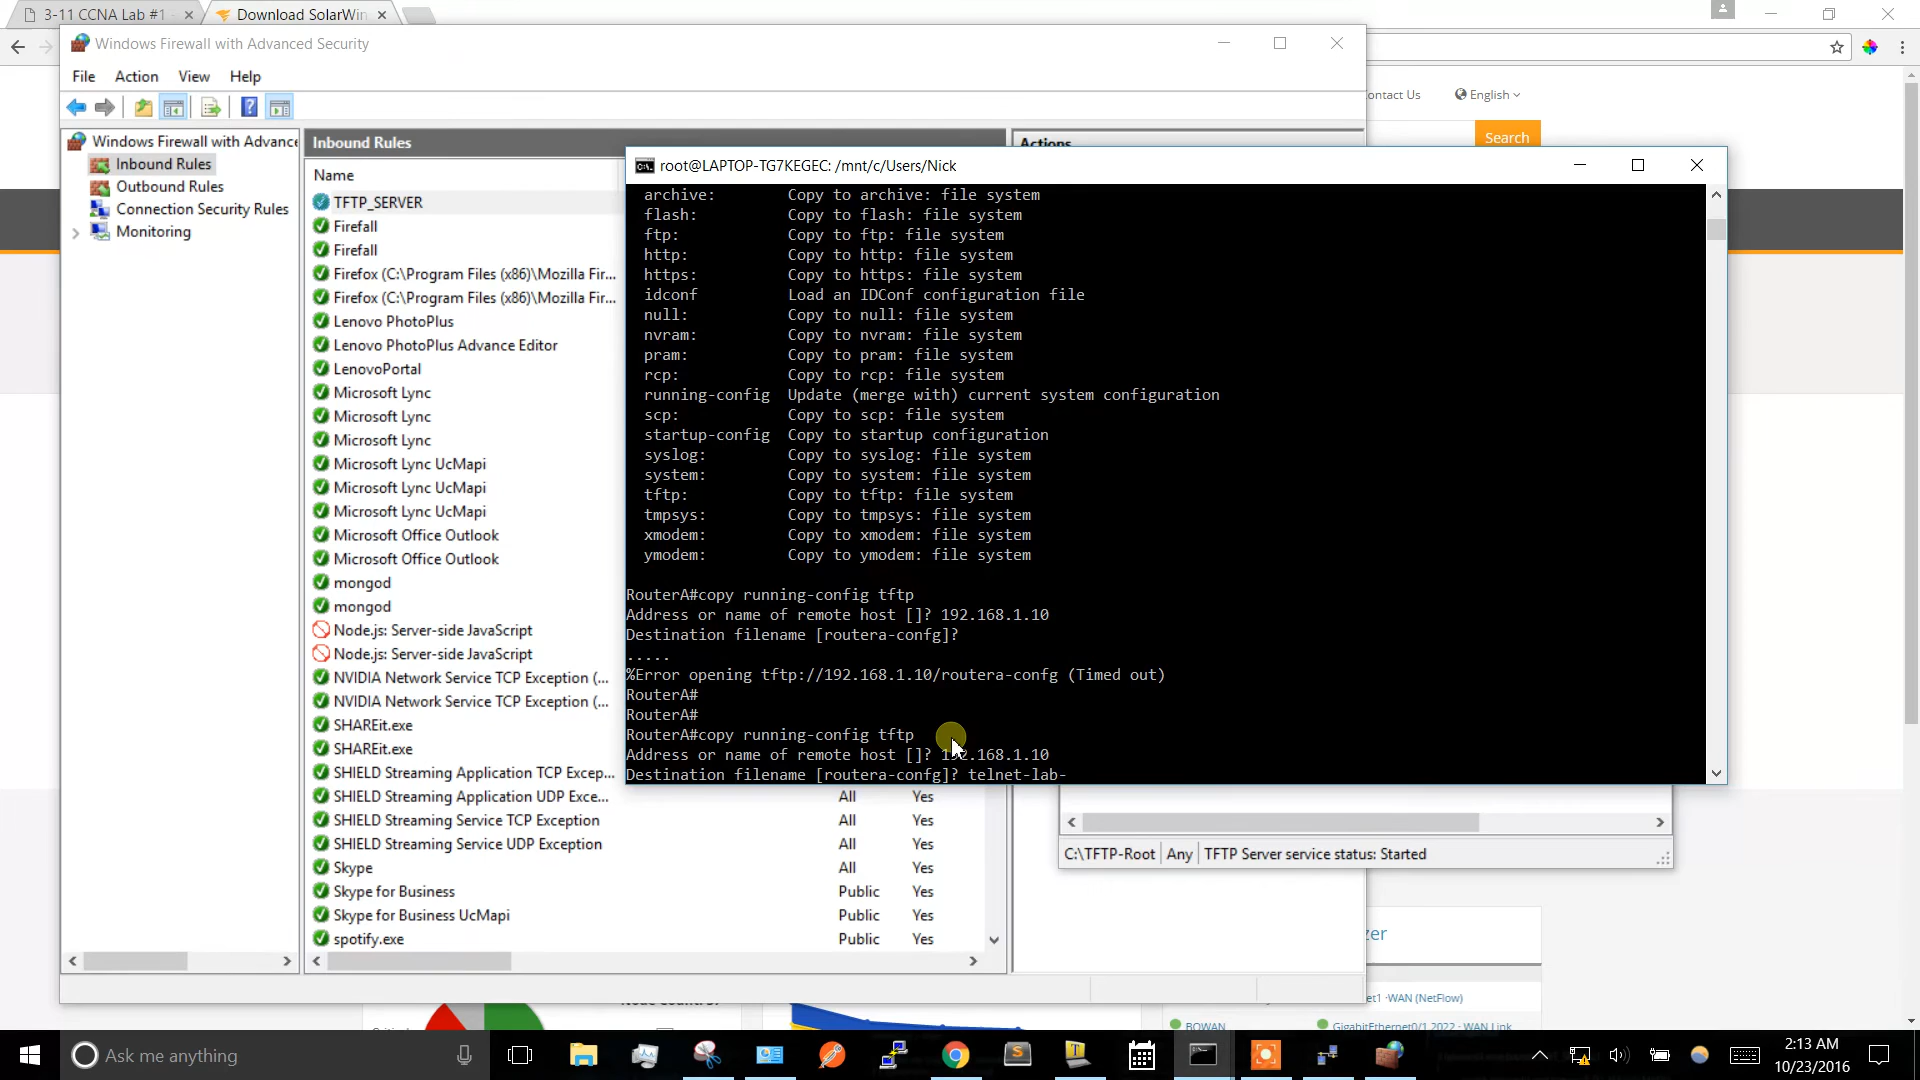 3-11 CCNA Lab #1
Download SolarWin
Windows Firewall with Advanced Security
File Action View Help
ontact Us
English
Search
Windows Firewall with Advance
Inbound Rules
Outbound Rules
Connection Security Rules
Monitoring
Inbound Rules
Actions
Name
TFTP_SERVER
Firefall
Firefall
Firefox (C:\Program Files (x86)\Mozilla Fir...
Firefox (C:\Program Files (x86)\Mozilla Fir...
Lenovo PhotoPlus
Lenovo PhotoPlus Advance Editor
LenovoPortal
Microsoft Lync
Microsoft Lync
Microsoft Lync
Microsoft Lync UcMapi
Microsoft Lync UcMapi
Microsoft Lync UcMapi
Microsoft Office Outlook
Microsoft Office Outlook
mongod
mongod
Node.js: Server-side JavaScript
Node.js: Server-side JavaScript
NVIDIA Network Service TCP Exception (...
NVIDIA Network Service TCP Exception (...
SHAREit.exe
SHAREit.exe
SHIELD Streaming Application TCP Excep...
SHIELD Streaming Application UDP Exce... All Yes
SHIELD Streaming Service TCP Exception All Yes
SHIELD Streaming Service UDP Exception All Yes
Skype All Yes
Skype for Business Public Yes
Skype for Business UcMapi Public Yes
spotify.exe Public Yes
root@LAPTOP-TG7KEGEC: /mnt/c/Users/Nick
archive: Copy to archive: file system
flash: Copy to flash: file system
ftp: Copy to ftp: file system
http: Copy to http: file system
https: Copy to https: file system
idconf Load an IDConf configuration file
null: Copy to null: file system
nvram: Copy to nvram: file system
pram: Copy to pram: file system
rcp: Copy to rcp: file system
running-config Update (merge with) current system configuration
scp: Copy to scp: file system
startup-config Copy to startup configuration
syslog: Copy to syslog: file system
system: Copy to system: file system
tftp: Copy to tftp: file system
tmpsys: Copy to tmpsys: file system
xmodem: Copy to xmodem: file system
ymodem: Copy to ymodem: file system
RouterA#copy running-config tftp
Address or name of remote host []? 192.168.1.10
Destination filename [routera-confg]?
.....
%Error opening tftp://192.168.1.10/routera-confg (Timed out)
RouterA#
RouterA#
RouterA#copy running-config tftp
Address or name of remote host []? 192.168.1.10
Destination filename [routera-confg]? telnet-lab-
C:\TFTP-Root Any TFTP Server service status: Started
zer
et1 ·WAN (NetFlow)
BOWAN
GigabitEthernet0/1.2022 · WAN Link
Ask me anything
2:13 AM
10/23/2016